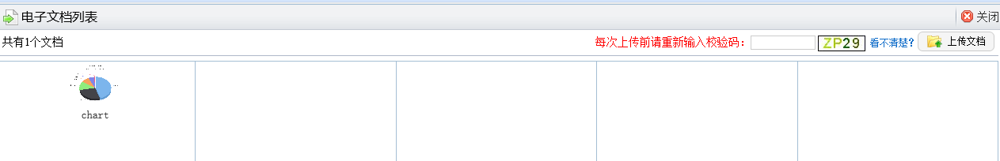 电子文档列表
关闭
共有1个文档
每次上传前请重新输入校验码：
ZP29
看不清楚?
上传文档
chart